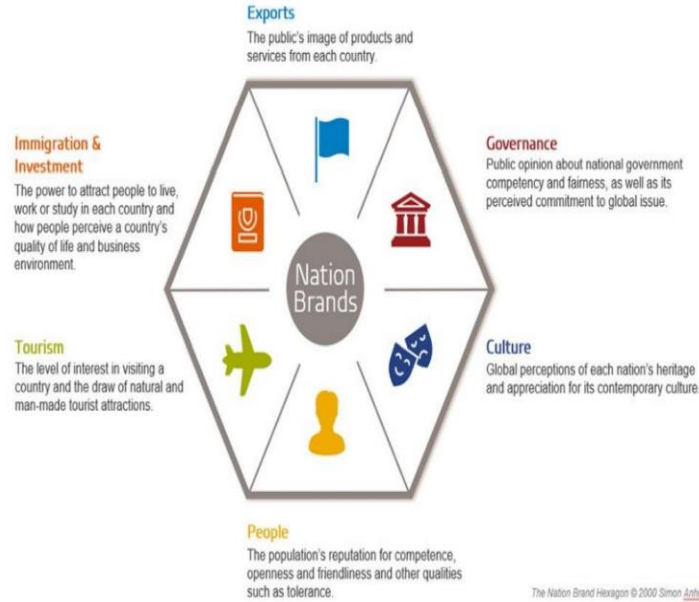 Exports
The public's image of products and
services from each country.
Immigration &
Investment
The power to attract people to live,
work or study in each country and
how people perceive a country's
quality of life and business
environment.
Governance
Public opinion about national government
competency and fairness, as well as its
perceived commitment to global issue.
Nation
Brands
Tourism
The level of interest in visiting a
country and the draw of natural and
man-made tourist attractions.
Culture
Global perceptions of each nation's heritage
and appreciation for its contemporary culture
People
The population's reputation for competence,
openness and friendliness and other qualities
such as tolerance.
The Nation Brand Hexagon © 2000 Simon